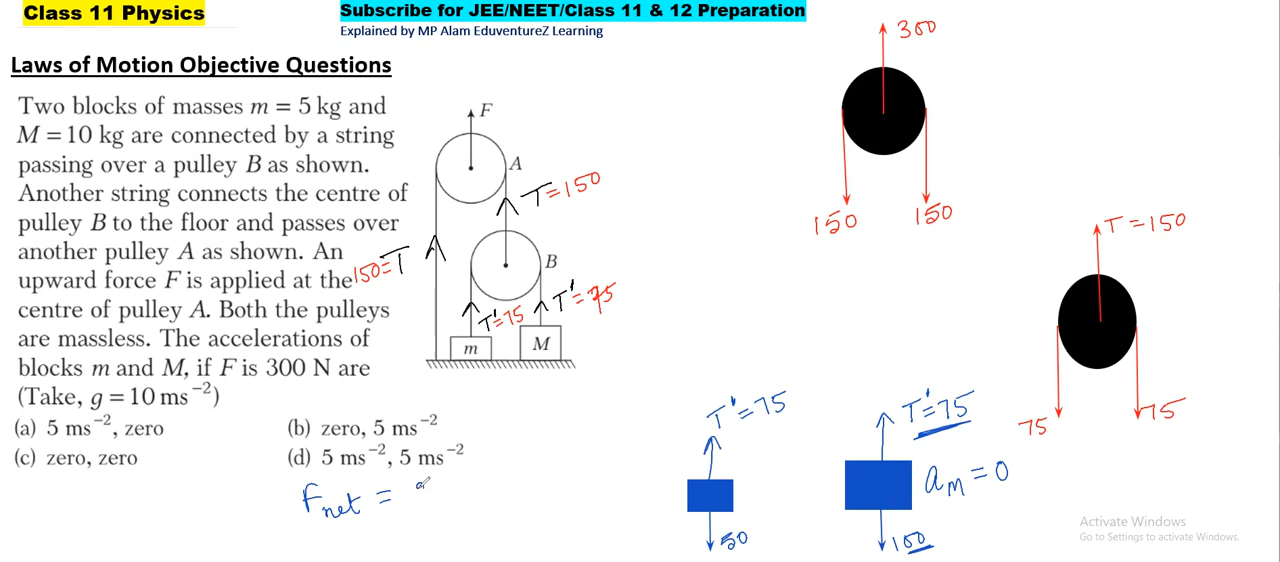 Class 11 Physics
Subscribe for JEE/NEET/Class 11 & 12 Preparation
Explained by MP Alam EduventureZ Learning
Laws of Motion Objective Questions
Two blocks of masses m = 5 kg and
M = 10 kg are connected by a string
passing over a pulley B as shown.
Another string connects the centre of
pulley B to the floor and passes over
another pulley A as shown. An
upward force F is applied at the
centre of pulley A. Both the pulleys
are massless. The accelerations of
blocks m and M, if F is 300 N are
(Take, g = 10 ms⁻²)
(a) 5 ms⁻², zero
(b) zero, 5 ms⁻²
(c) zero, zero
(d) 5 ms⁻², 5 ms⁻²
Fnet =
F
A
T=150
150=T
B
T'=75
T'=75
m
M
300
150
150
T=150
75
75
T'=75
50
T'=75
aM=0
100
Activate Windows
Go to Settings to activate Windows.